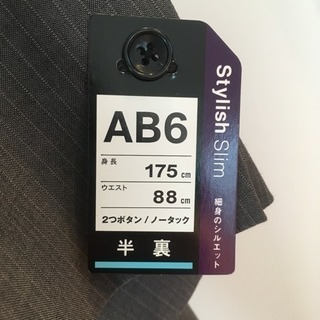 AB6
身長
175cm
ウエスト
88cm
2つボタン/ノータック
半裏
Stylish Slim
細身のシルエット